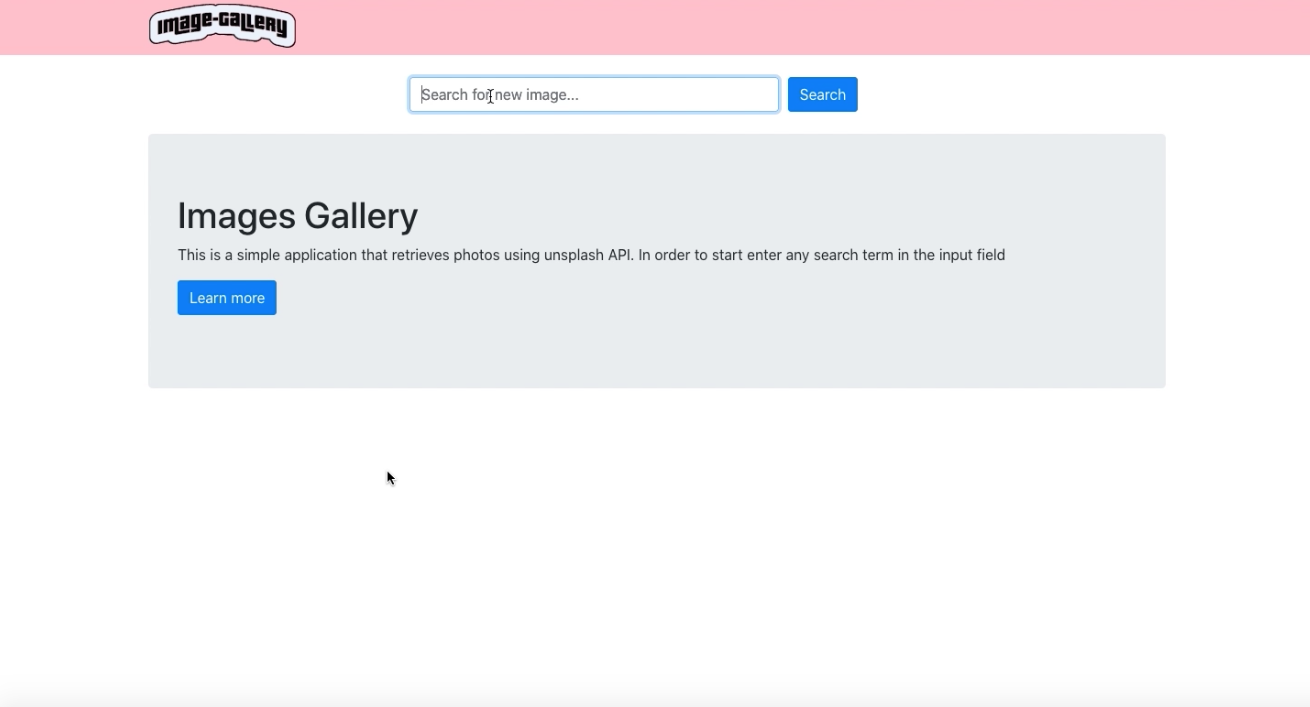 Image-Gallery
Search for new image...
Search
Images Gallery
This is a simple application that retrieves photos using unsplash API. In order to start enter any search term in the input field
Learn more